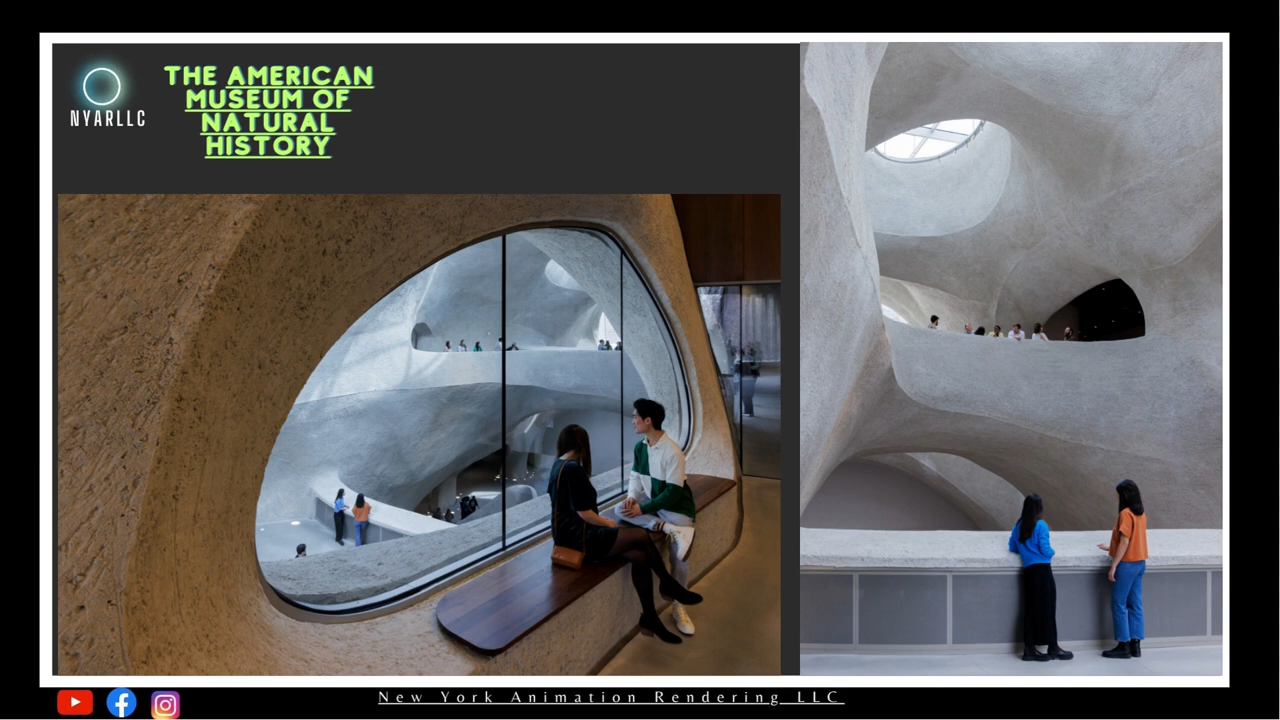 THE AMERICAN
MUSEUM OF
NATURAL
HISTORY
NYARLLC
New York Animation Rendering LLC